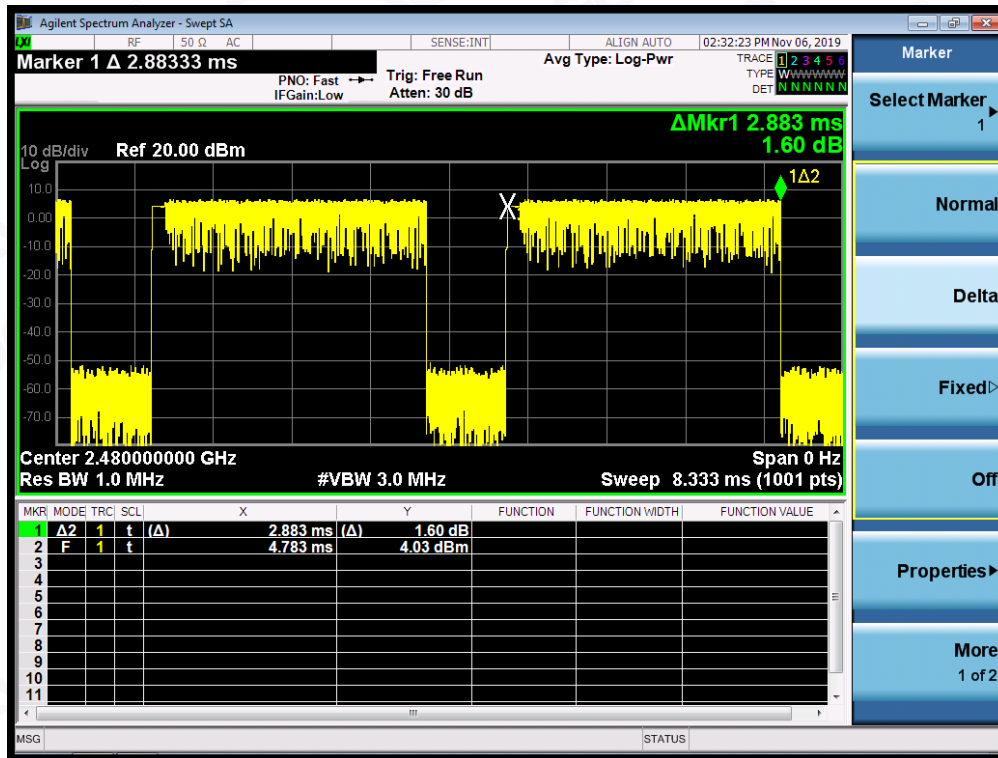 Agilent Spectrum Analyzer - Swept SA
LXI RF 50 Ω AC SENSE:INT ALIGN AUTO 02:32:23 PM Nov 06, 2019
Marker 1 Δ 2.88333 ms
PNO: Fast
IFGain:Low
Trig: Free Run
Atten: 30 dB
Avg Type: Log-Pwr
TRACE 1 2 3 4 5 6
TYPE W
DET N N N N N N
ΔMkr1 2.883 ms
1.60 dB
10 dB/div Ref 20.00 dBm
Log
10.0
0.00
-10.0
-20.0
-30.0
-40.0
-50.0
-60.0
-70.0
1Δ2
Center 2.480000000 GHz Span 0 Hz
Res BW 1.0 MHz #VBW 3.0 MHz Sweep 8.333 ms (1001 pts)
MKR MODE TRC SCL X Y FUNCTION FUNCTION WIDTH FUNCTION VALUE
1 Δ2 1 t (Δ) 2.883 ms (Δ) 1.60 dB
2 F 1 t 4.783 ms 4.03 dBm
3
4
5
6
7
8
9
10
11
MSG STATUS
Marker
Select Marker
1
Normal
Delta
Fixed
Off
Properties
More
1 of 2